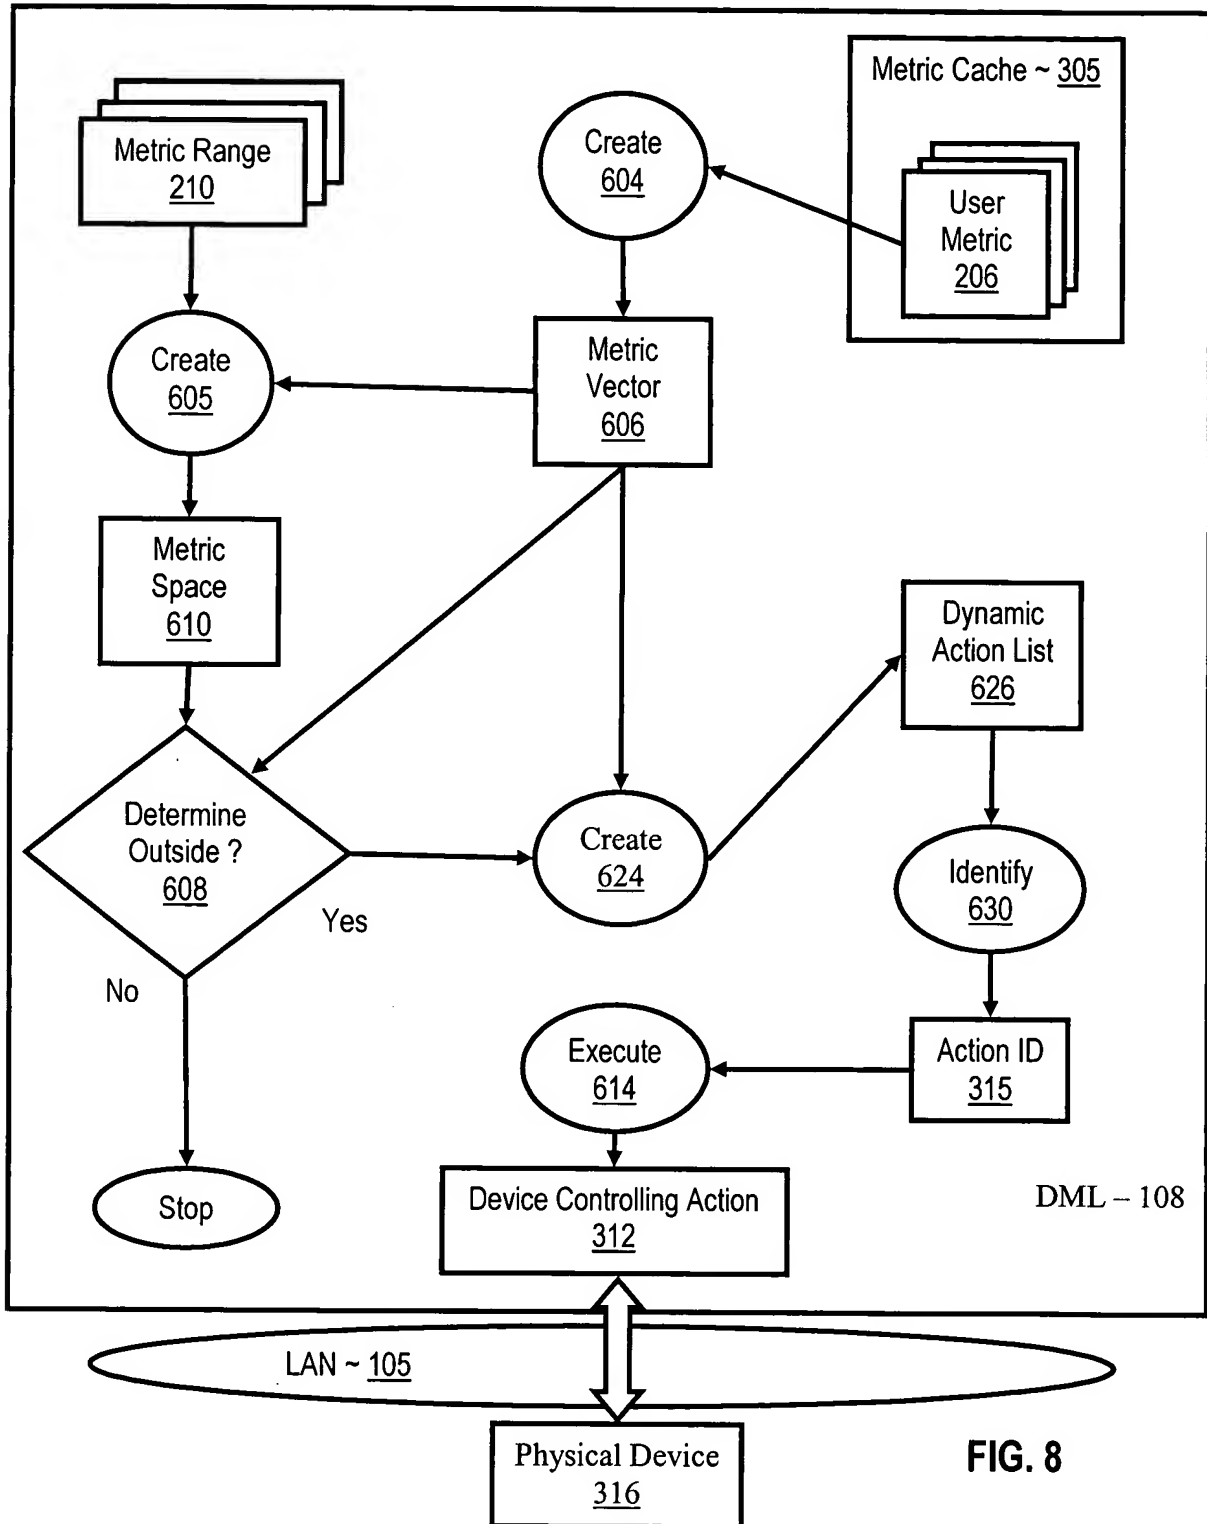 Metric Cache ~ 305
Metric Range
210
Create
604
User
Metric
206
Create
605
Metric
Vector
606
Metric
Space
610
Dynamic
Action List
626
Determine
Outside ?
608
Create
624
Identify
630
Yes
No
Execute
614
Action ID
315
Stop
Device Controlling Action
312
DML – 108
LAN ~ 105
Physical Device
316
FIG. 8